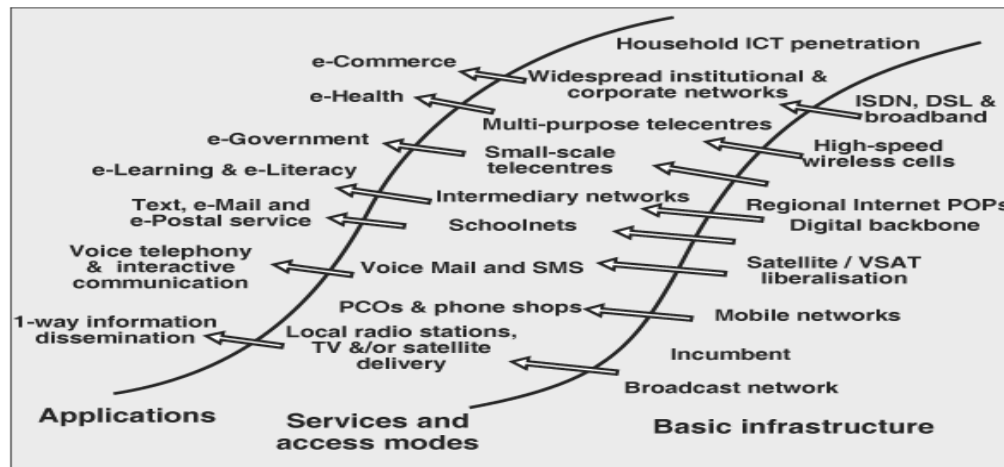 Household ICT penetration
e-Commerce
Widespread institutional &
corporate networks
e-Health
ISDN, DSL &
broadband
Multi-purpose telecentres
e-Government
High-speed
wireless cells
Small-scale
telecentres
e-Learning & e-Literacy
Intermediary networks
Regional Internet POPs
Text, e-Mail and
e-Postal service
Schoolnets
Digital backbone
Voice telephony
& interactive
communication
Voice Mail and SMS
Satellite / VSAT
liberalisation
PCOs & phone shops
Mobile networks
1-way information
dissemination
Local radio stations,
TV &/or satellite
delivery
Incumbent
Broadcast network
Applications
Services and
access modes
Basic infrastructure